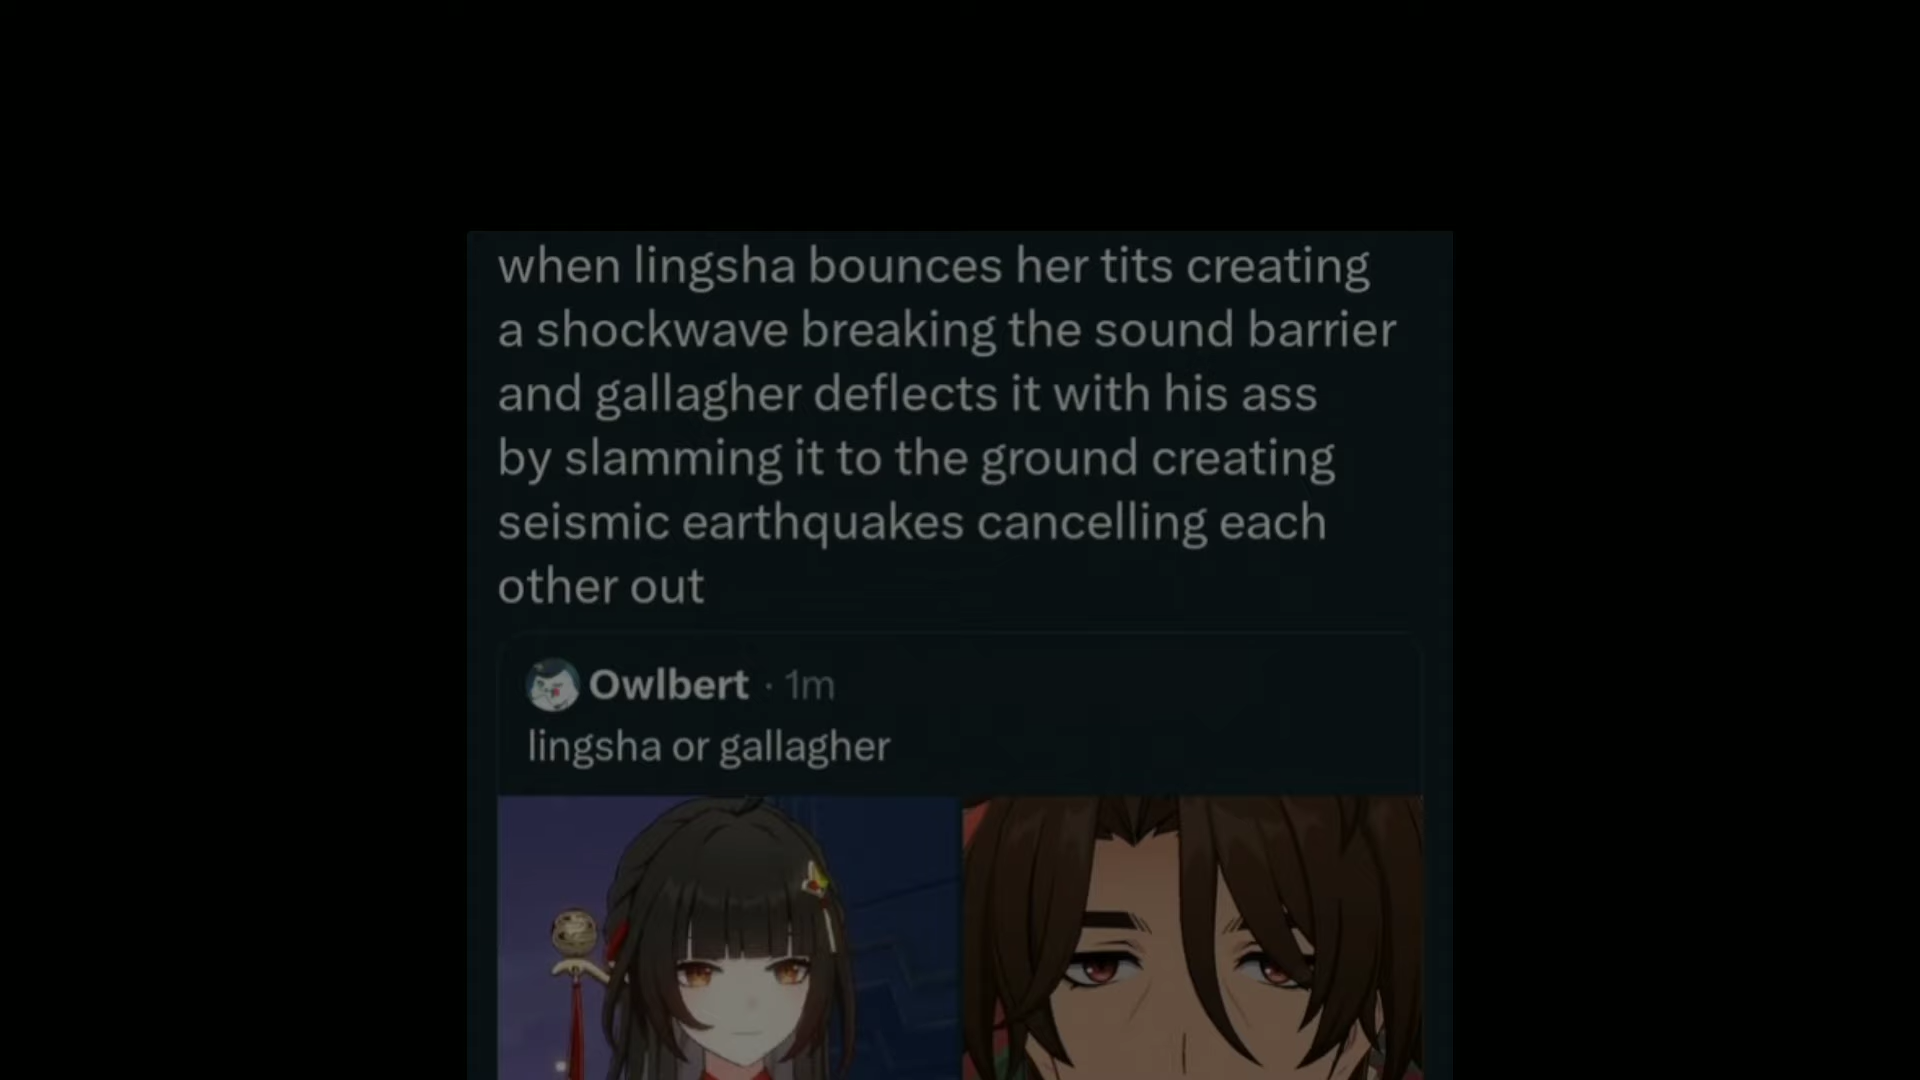 when lingsha bounces her tits creating
a shockwave breaking the sound barrier
and gallagher deflects it with his ass
by slamming it to the ground creating
seismic earthquakes cancelling each
other out
Owlbert · 1m
lingsha or gallagher